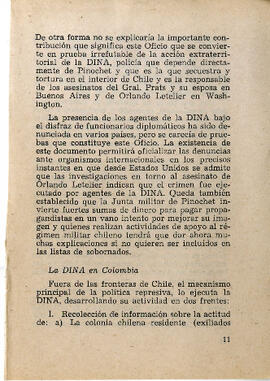 De otra forma no se explicaría la importante con-
tribución que significa este Oficio que se convier-
te en prueba irrefutable de la acción extraterri-
torial de la DINA, policía que depende directa-
mente de Pinochet y que es la que secuestra y
tortura en el interior de Chile y es la responsable
de los asesinatos del Gral. Prats y su esposa en
Buenos Aires y de Orlando Letelier en Wash-
ington.
La presencia de los agentes de la DINA bajo
el disfraz de funcionarios diplomáticos ha sido de-
nunciada en varios países, pero se carecía de prue-
bas que constituye este Oficio. La existencia de
este documento permitirá oficializar las denuncias
ante organismos internacionales en los precisos
instantes en que desde Estados Unidos se admite
que las investigaciones en torno al asesinato de
Orlando Letelier indican que el crimen fue eje-
cutado por agentes de la DINA. Queda también
establecido que la Junta militar de Pinochet in-
vierte fuertes sumas de dinero para pagar propa-
gandistas en un vano intento por mejorar su ima-
gen y quienes realizan actividades de apoyo al ré-
gimen militar chileno tendrá que dar ahora mu-
chas explicaciones si no quieren ser incluidos en
las listas de sobornados.
La DINA en Colombia
Fuera de las fronteras de Chile, el mecanismo
principal de la política represiva, lo ejecuta la
DINA, desarrollando su actividad en dos frentes:
1. Recolección de información sobre la actitud
de: a) La colonia chilena residente (exiliados
11